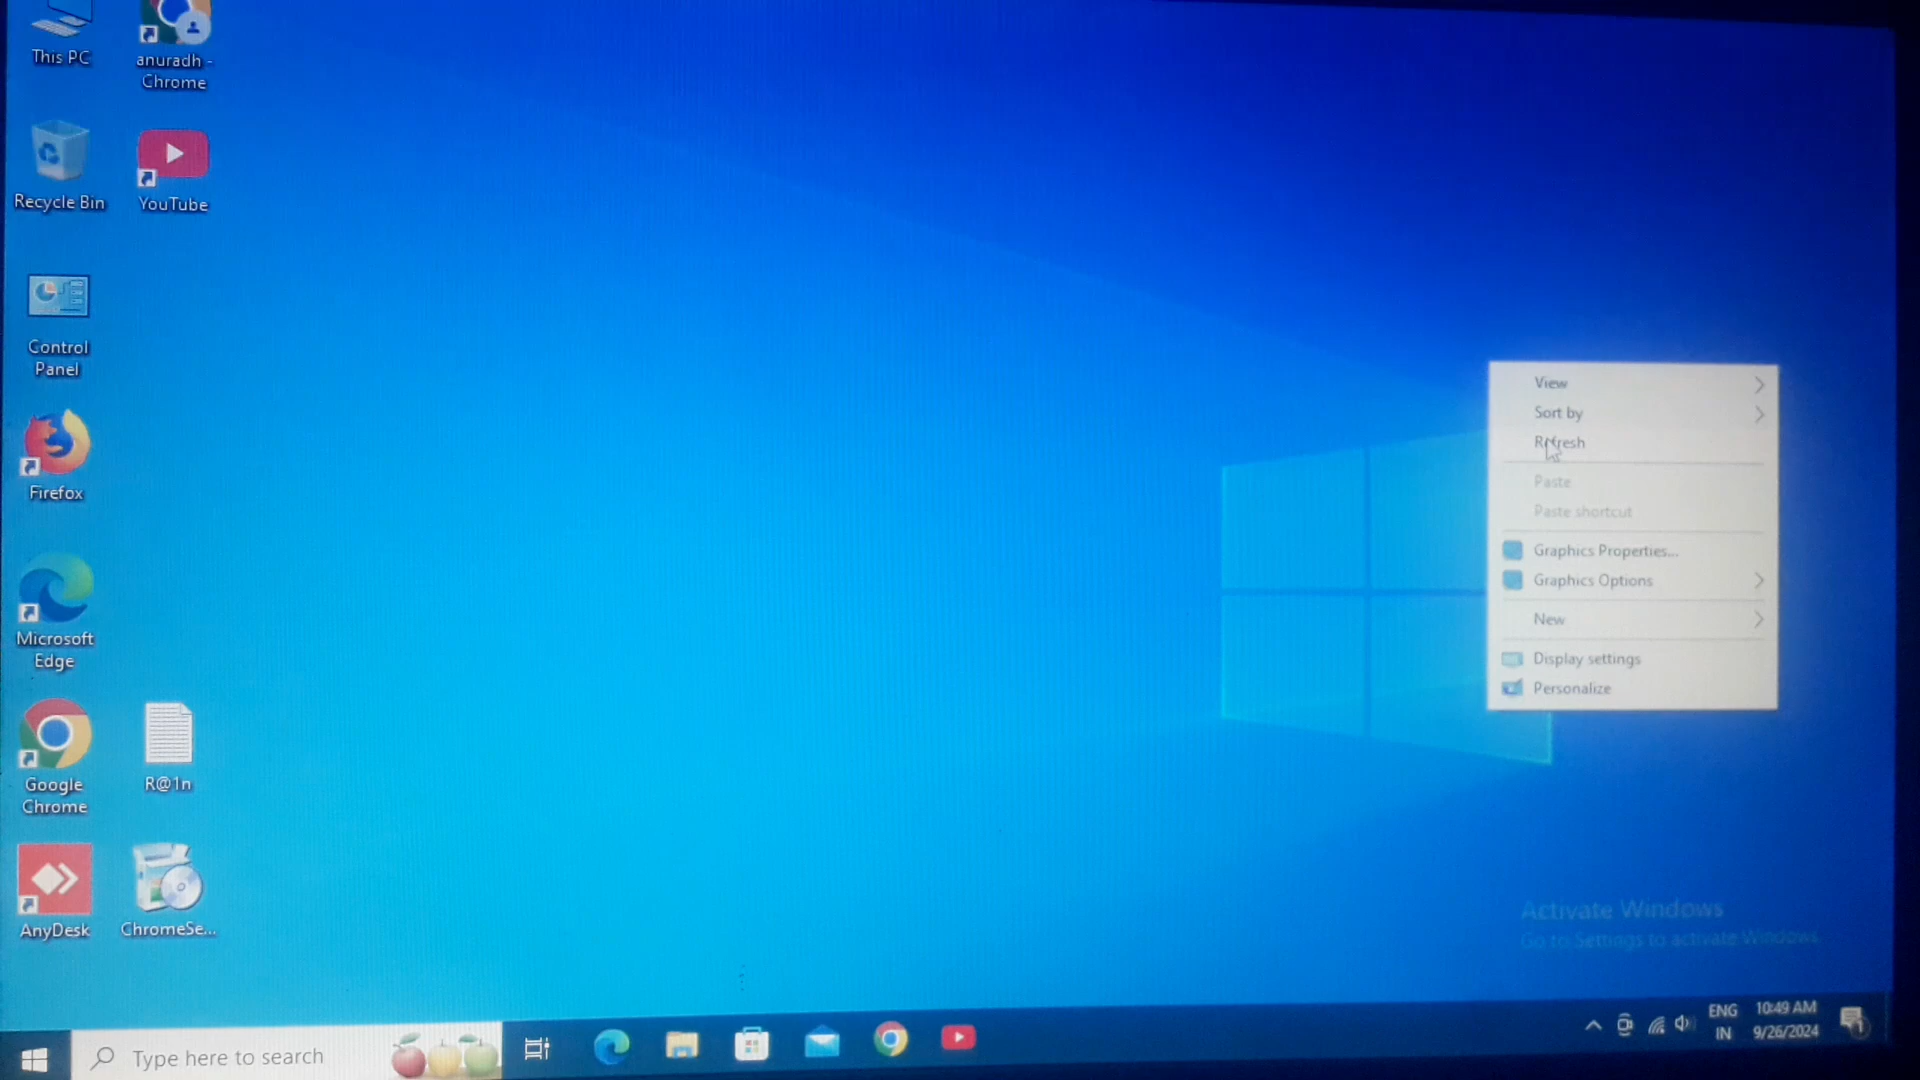 This PC
anuradh -
Chrome
Recycle Bin
YouTube
Control
Panel
Firefox
Microsoft
Edge
Google
Chrome
R@1n
AnyDesk
ChromeSe...
View
Sort by
Refresh
Paste
Paste shortcut
Graphics Properties...
Graphics Options
New
Display settings
Personalize
Activate Windows
Go to Settings to activate Windows.
Type here to search
ENG
IN
10:49 AM
9/26/2024
1